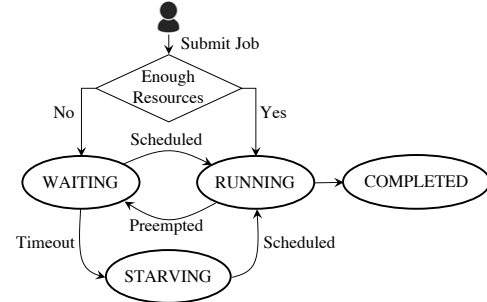 Submit Job
Enough
Resources
No
Yes
Scheduled
WAITING
RUNNING
COMPLETED
Preempted
Timeout
Scheduled
STARVING